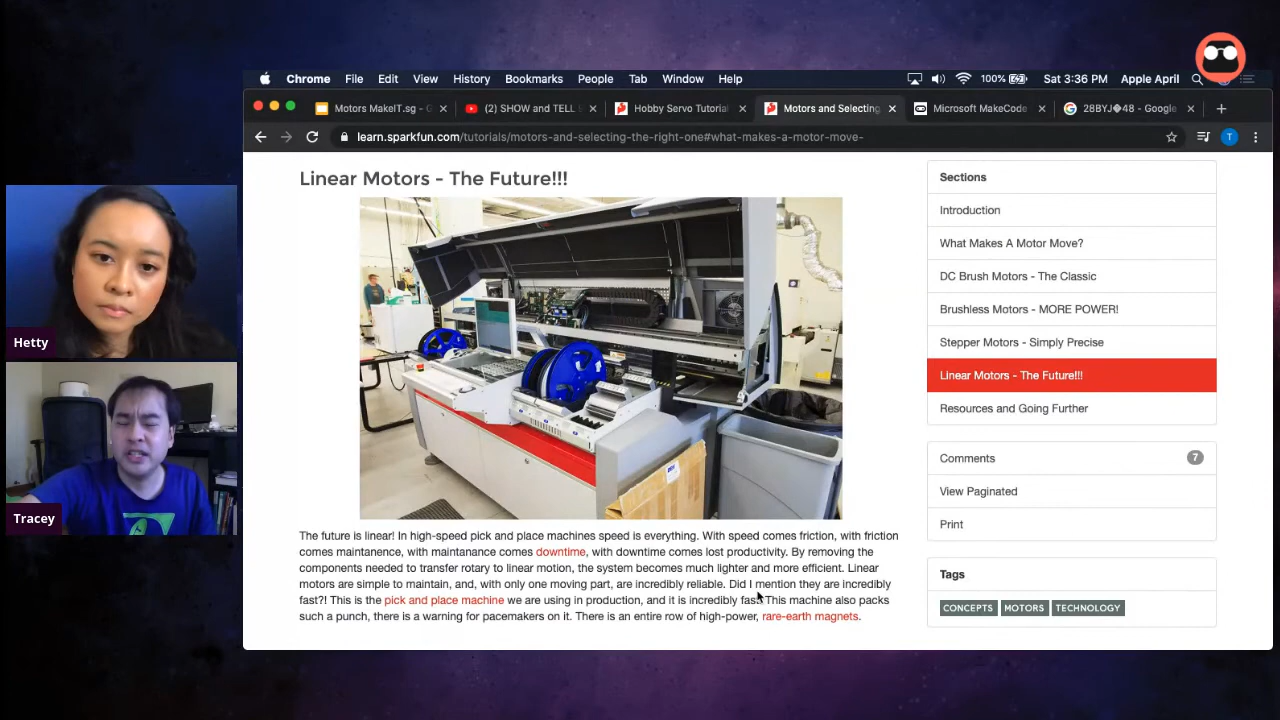 Chrome File Edit View History Bookmarks People Tab Window Help 100% Sat 3:36 PM Apple April
Motors MakeIT.sg - G
(2) SHOW and TELL
Hobby Servo Tutorial
Motors and Selecting
Microsoft MakeCode
28BYJ�48 - Google
learn.sparkfun.com/tutorials/motors-and-selecting-the-right-one#what-makes-a-motor-move-
T
Linear Motors - The Future!!!
The future is linear! In high-speed pick and place machines speed is everything. With speed comes friction, with friction
comes maintanence, with maintanance comes downtime, with downtime comes lost productivity. By removing the
components needed to transfer rotary to linear motion, the system becomes much lighter and more efficient. Linear
motors are simple to maintain, and, with only one moving part, are incredibly reliable. Did I mention they are incredibly
fast?! This is the pick and place machine we are using in production, and it is incredibly fast. This machine also packs
such a punch, there is a warning for pacemakers on it. There is an entire row of high-power, rare-earth magnets.
Sections
Introduction
What Makes A Motor Move?
DC Brush Motors - The Classic
Brushless Motors - MORE POWER!
Stepper Motors - Simply Precise
Linear Motors - The Future!!!
Resources and Going Further
Comments 7
View Paginated
Print
Tags
CONCEPTS MOTORS TECHNOLOGY
Hetty
Tracey